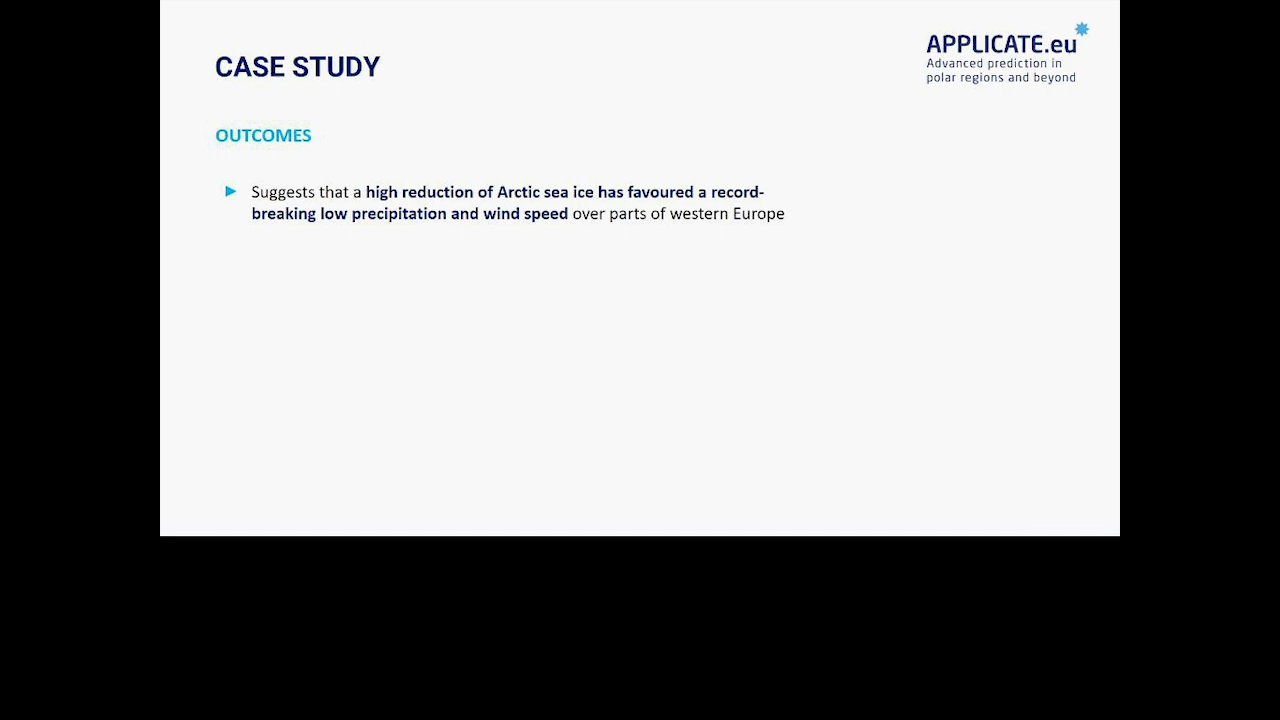 CASE STUDY
APPLICATE.eu
Advanced prediction in
polar regions and beyond
OUTCOMES
Suggests that a high reduction of Arctic sea ice has favoured a record-
breaking low precipitation and wind speed over parts of western Europe